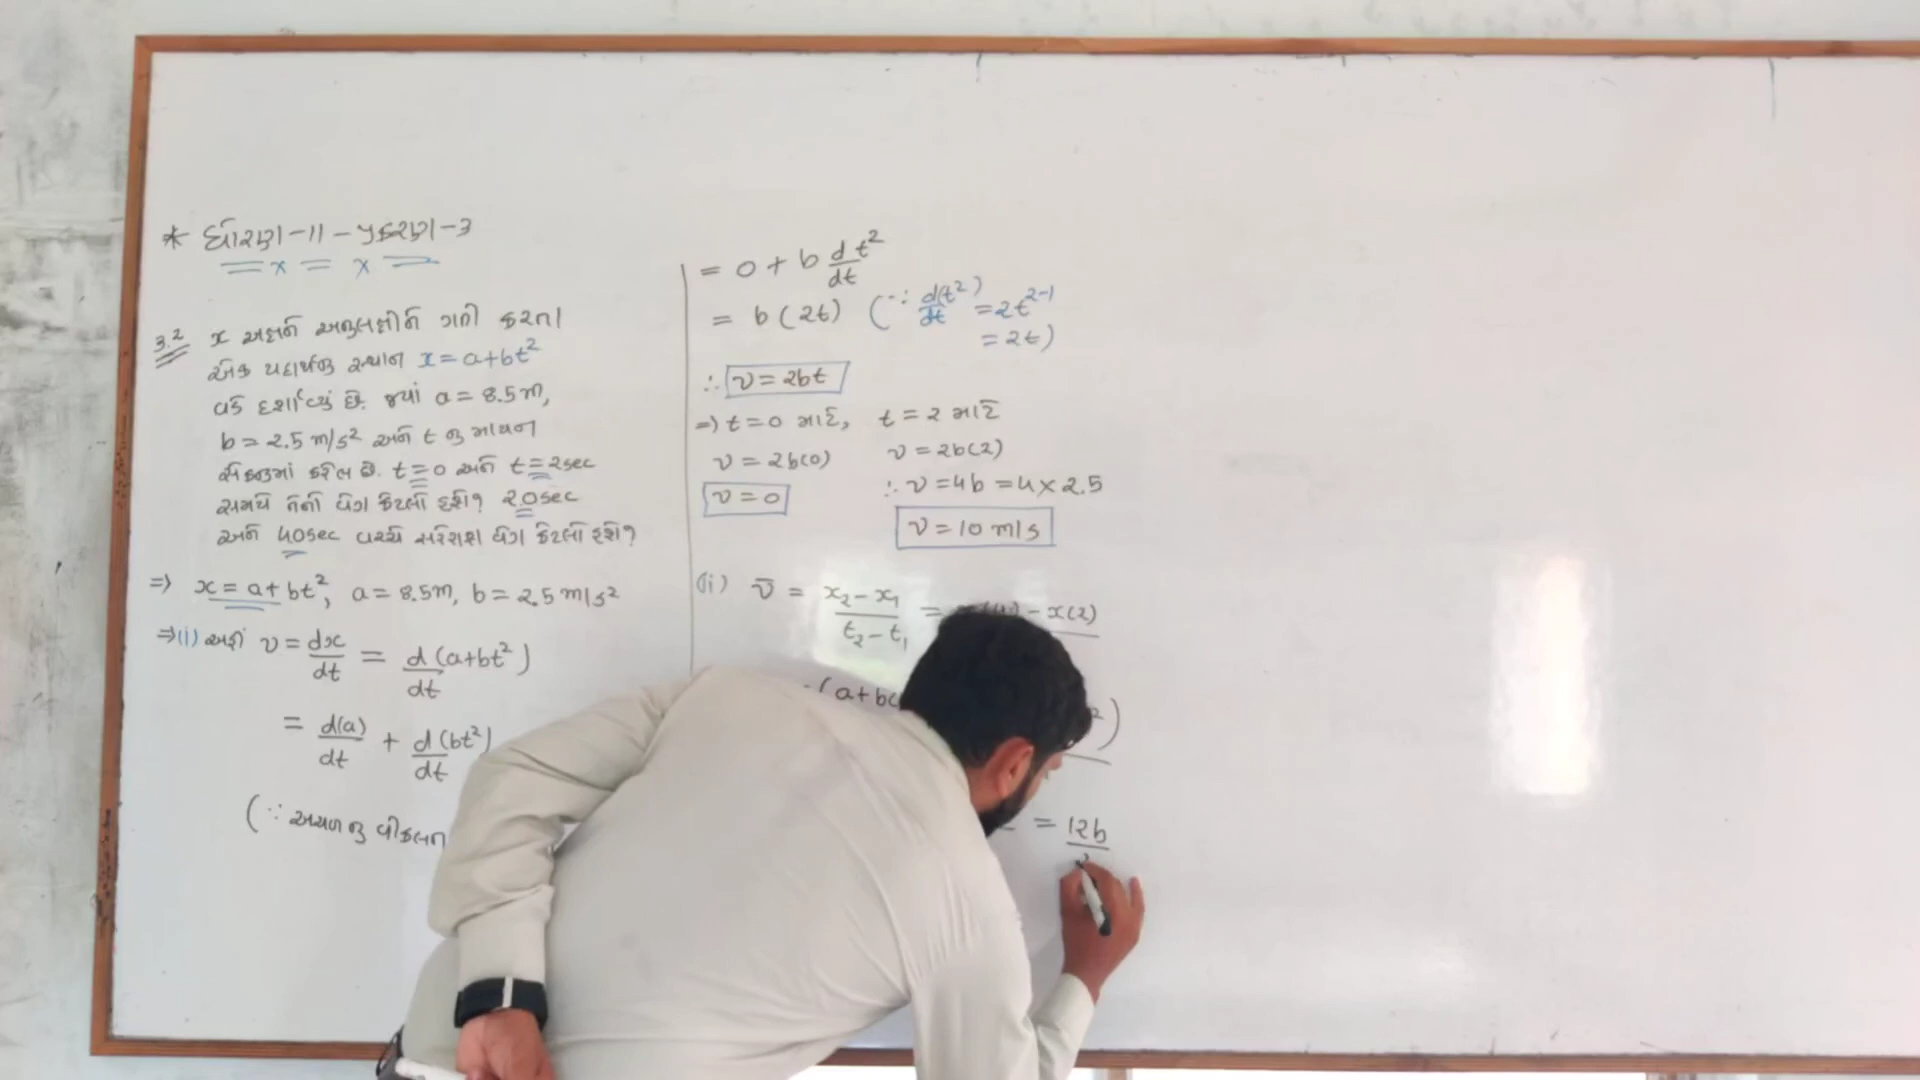 * ધોરણ-11 - પ્રકરણ-3
3.2 x અક્ષને અનુલક્ષીને ગતી કરતા
એક પદાર્થનુ સ્થાન x = a+bt²
વડે દર્શાવ્યું છે. જ્યાં a = 8.5m,
b = 2.5 m/s² અને t નુ માપન
સેકન્ડમાં કરેલ છે. t=0 અને t=2sec
સમયે તેનો વેગ કેટલો હશે? 2.0sec
અને 4.0sec વચ્ચે સરેરાશ વેગ કેટલો હશે?
⇒ x = a+bt², a = 8.5m, b = 2.5 m/s²
⇒ (i) અહીં v = dx/dt = d/dt (a+bt²)
= d(a)/dt + d(bt²)/dt
(∵ અચળ નુ વીકલન
= 0 + b d/dt t²
= b(2t) (∵ d(t²)/dt = 2t²⁻¹
= 2t)
∴ v = 2bt
⇒ t=0 માટે, t = 2 માટે
v = 2b(0) v = 2b(2)
v = 0 ∴ v = 4b = 4 × 2.5
v = 10 m/s
(ii) v̄ = x₂ - x₁ / t₂ - t₁ = - x(2)
(a+b ²)
= 12b